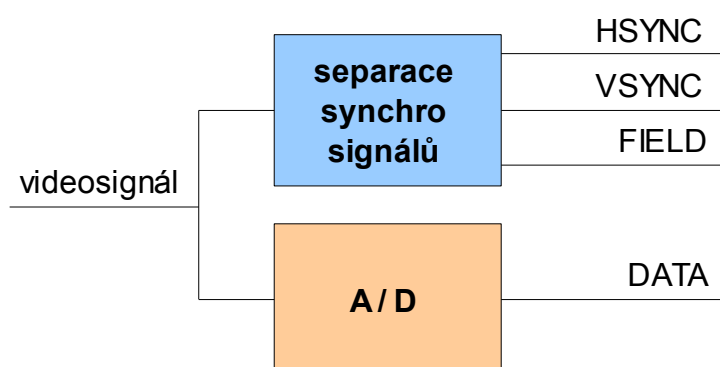 HSYNC
separace
synchro
signálů
VSYNC
FIELD
videosignál
DATA
A / D